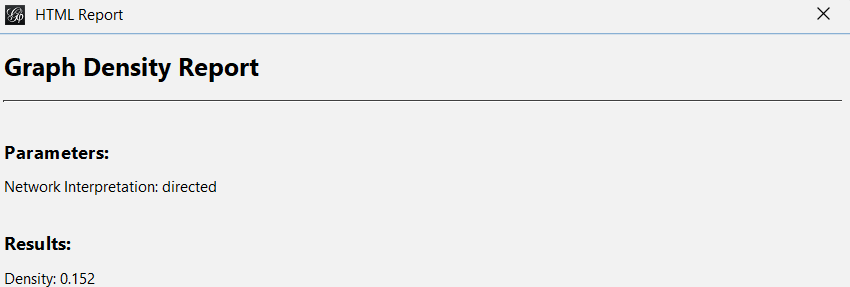 HTML Report
Graph Density Report
Parameters:
Network Interpretation: directed
Results:
Density: 0.152